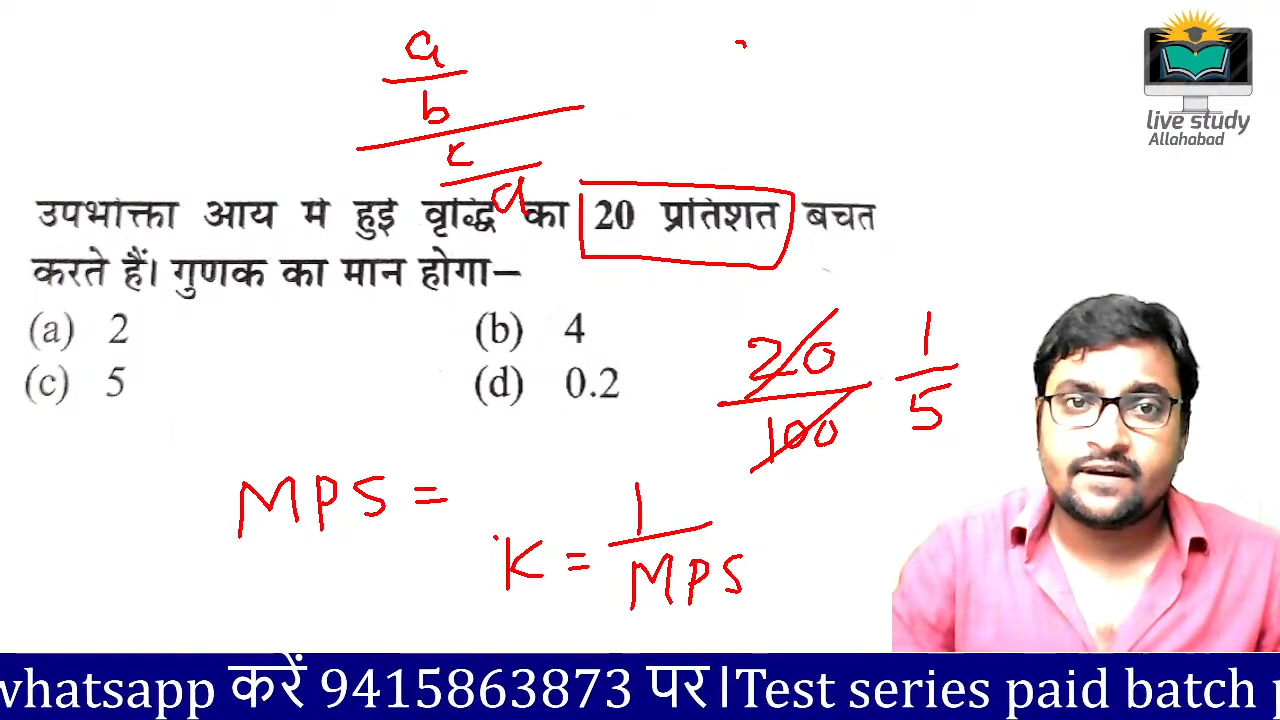 a
b
c
d
live study
Allahabad
उपभोक्ता आय में हुई वृद्धि का 20 प्रतिशत बचत
करते हैं। गुणक का मान होगा–
(a) 2 (b) 4
(c) 5 (d) 0.2
20
100
1
5
MPS =
K = 1
MPS
whatsapp करें 9415863873 पर।Test series paid batch